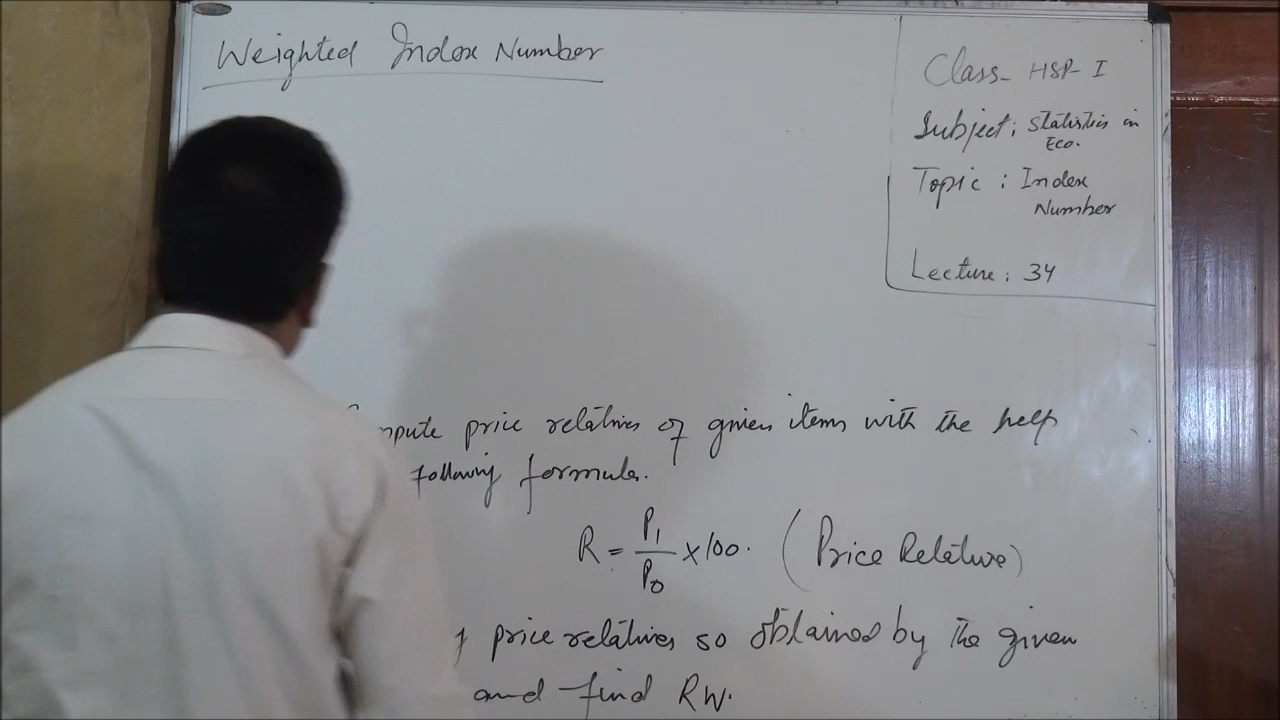 Weighted Index Number
Class- HSP-I
Subject: Statistics in
Eco.
Topic: Index
Number
Lecture: 34
mpute price relatives of given items with the help
following formula.
R = P₁/P₀ × 100. (Price Relative)
price relatives so obtained by the given
and find RW.